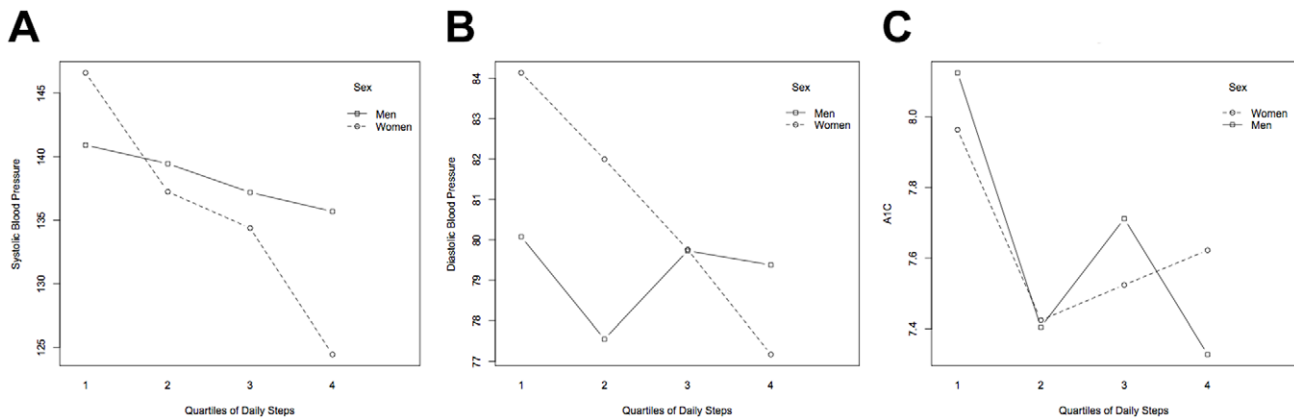 A
Systolic Blood Pressure
145
140
135
130
125
Sex
Men
Women
1 2 3 4
Quartiles of Daily Steps
B
Diastolic Blood Pressure
84
83
82
81
80
79
78
77
Sex
Men
Women
1 2 3 4
Quartiles of Daily Steps
C
A1C
8.0
7.8
7.6
7.4
Sex
Women
Men
1 2 3 4
Quartiles of Daily Steps